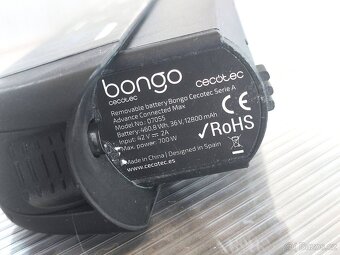 bongo
cecotec
cecotec
Removable battery Bongo Cecotec Serie A
Advance Connected Max
Model No.: 07055
Battery: 460.8 Wh, 36 V, 12800 mAh
Input: 42 V ⎓ 2A
Max. power: 700 W
CE
✓RoHS
Made in China | Designed in Spain
www.cecotec.es